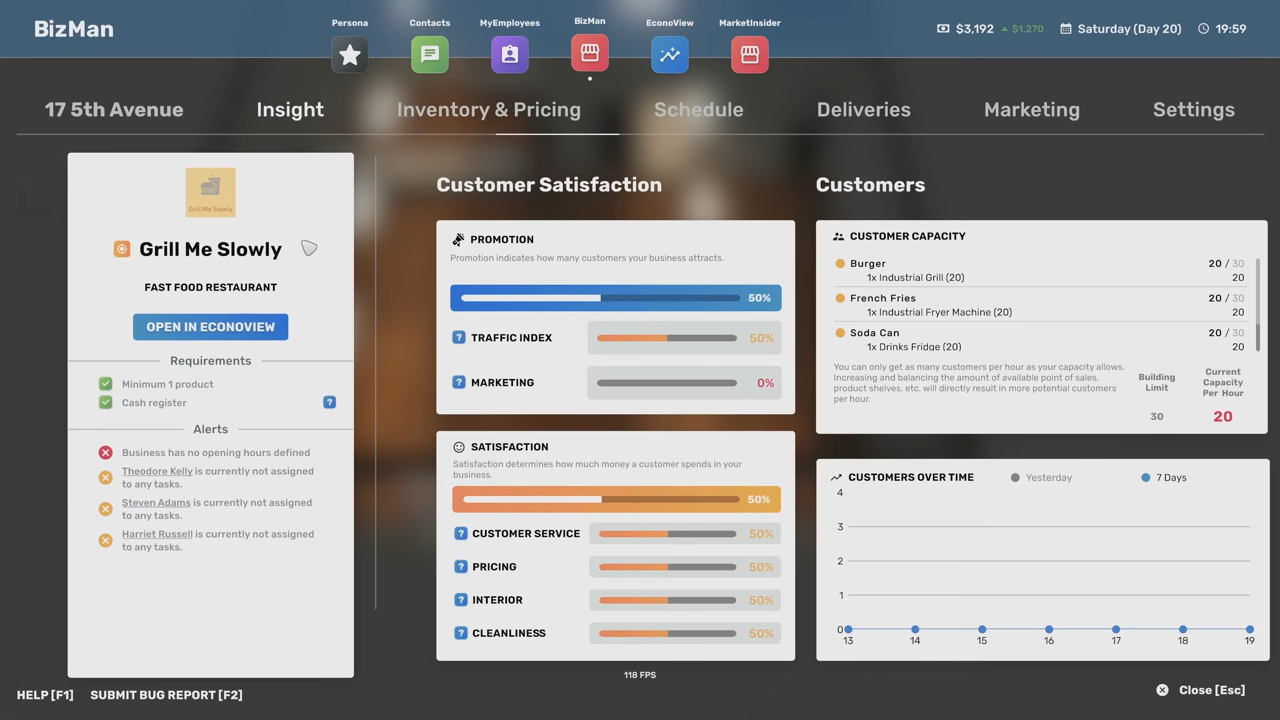 BizMan
Persona
Contacts
MyEmployees
BizMan
EconoView
MarketInsider
$3,192 $1,270
Saturday (Day 20)
19:59
17 5th Avenue
Insight
Inventory & Pricing
Schedule
Deliveries
Marketing
Settings
Grill Me Slowly
Grill Me Slowly
FAST FOOD RESTAURANT
OPEN IN ECONOVIEW
Requirements
Minimum 1 product
Cash register ?
Alerts
Business has no opening hours defined
Theodore Kelly is currently not assigned
to any tasks.
Steven Adams is currently not assigned
to any tasks.
Harriet Russell is currently not assigned
to any tasks.
Customer Satisfaction
PROMOTION
Promotion indicates how many customers your business attracts.
50%
? TRAFFIC INDEX 50%
? MARKETING 0%
SATISFACTION
Satisfaction determines how much money a customer spends in your
business.
50%
? CUSTOMER SERVICE 50%
? PRICING 50%
? INTERIOR 50%
? CLEANLINESS 50%
Customers
CUSTOMER CAPACITY
Burger 20 / 30
1x Industrial Grill (20) 20
French Fries 20 / 30
1x Industrial Fryer Machine (20) 20
Soda Can 20 / 30
1x Drinks Fridge (20) 20
You can only get as many customers per hour as your capacity allows.
Increasing and balancing the amount of available point of sales,
product shelves, etc. will directly result in more potential customers
per hour.
Building
Limit
30
Current
Capacity
Per Hour
20
CUSTOMERS OVER TIME
Yesterday
7 Days
4
3
2
1
0
13 14 15 16 17 18 19
118 FPS
HELP [F1]
SUBMIT BUG REPORT [F2]
Close [Esc]